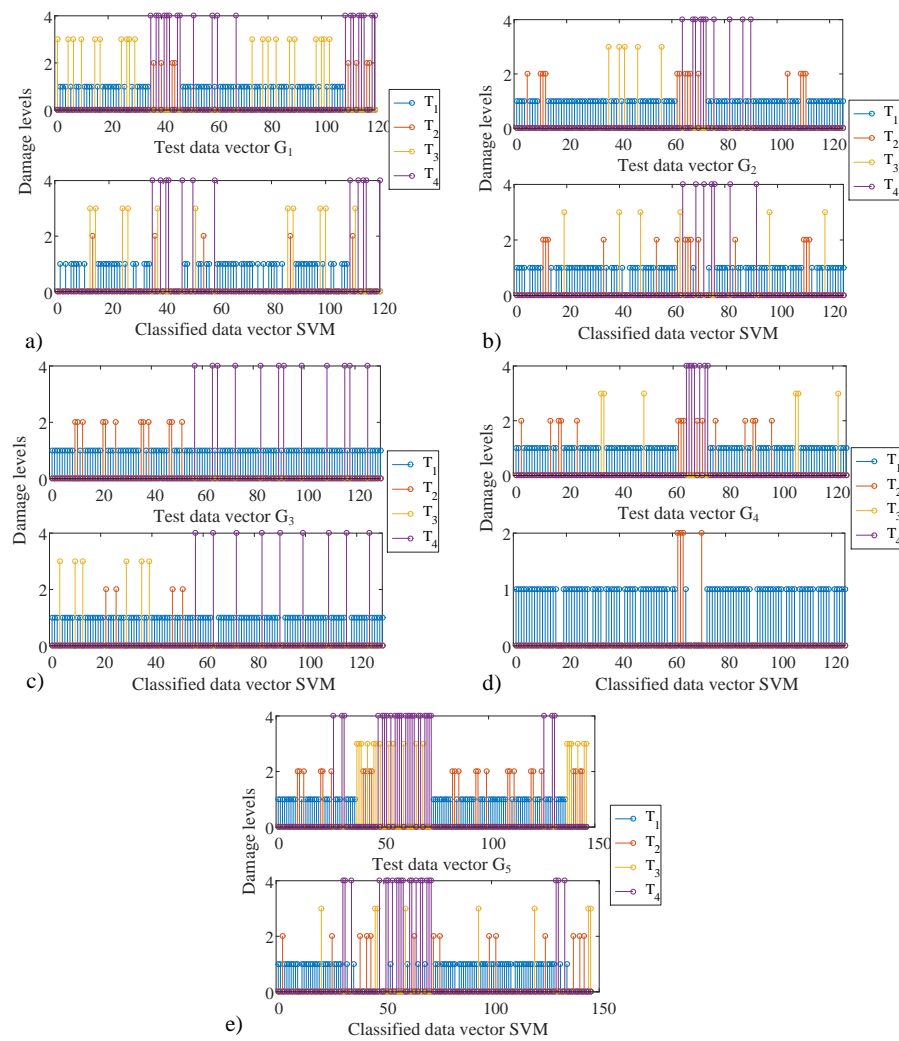 Damage levels
4
2
0
0 20 40 60 80 100 120
Test data vector G1
4
2
0
0 20 40 60 80 100 120
Classified data vector SVM
T1
T2
T3
T4
a)
Damage levels
4
2
0
0 20 40 60 80 100 120
Test data vector G2
4
2
0
0 20 40 60 80 100 120
Classified data vector SVM
T1
T2
T3
T4
b)
Damage levels
4
2
0
0 20 40 60 80 100 120
Test data vector G3
4
2
0
0 20 40 60 80 100 120
Classified data vector SVM
T1
T2
T3
T4
c)
Damage levels
4
2
0
0 20 40 60 80 100 120
Test data vector G4
2
1
0
0 20 40 60 80 100 120
Classified data vector SVM
T1
T2
T3
T4
d)
Damage levels
4
2
0
0 50 100 150
Test data vector G5
4
2
0
0 50 100 150
Classified data vector SVM
T1
T2
T3
T4
e)